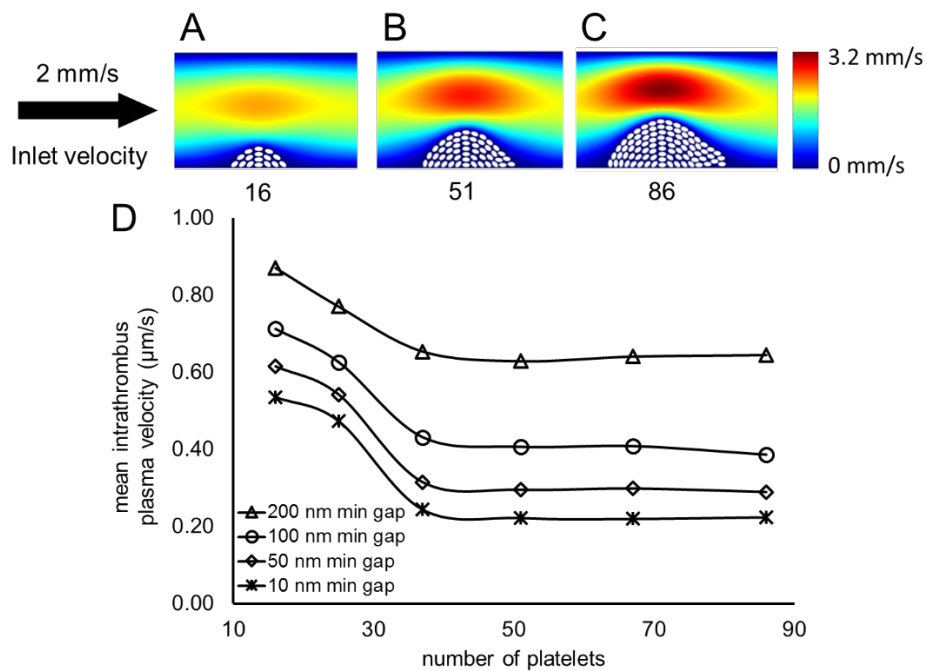 A
B
C
2 mm/s
Inlet velocity
3.2 mm/s
0 mm/s
16
51
86
D
1.00
0.80
0.60
0.40
0.20
0.00
mean intrathrombus
plasma velocity (µm/s)
200 nm min gap
100 nm min gap
50 nm min gap
10 nm min gap
10
30
50
70
90
number of platelets